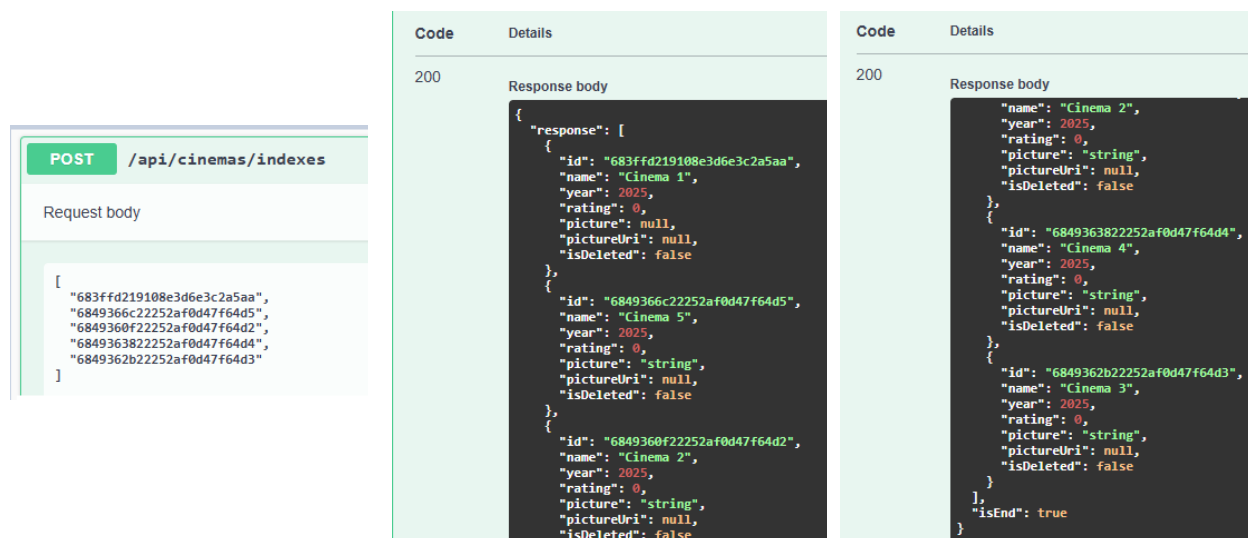 POST /api/cinemas/indexes
Request body
[
"683ffd219108e3d6e3c2a5aa",
"6849366c22252af0d47f64d5",
"6849360f22252af0d47f64d2",
"6849363822252af0d47f64d4",
"6849362b22252af0d47f64d3"
]
Code Details
200
Response body
{
"response": [
{
"id": "683ffd219108e3d6e3c2a5aa",
"name": "Cinema 1",
"year": 2025,
"rating": 0,
"picture": null,
"pictureUri": null,
"isDeleted": false
},
{
"id": "6849366c22252af0d47f64d5",
"name": "Cinema 5",
"year": 2025,
"rating": 0,
"picture": "string",
"pictureUri": null,
"isDeleted": false
},
{
"id": "6849360f22252af0d47f64d2",
"name": "Cinema 2",
"year": 2025,
"rating": 0,
"picture": "string",
"pictureUri": null,
"isDeleted": false
Code Details
200
Response body
"name": "Cinema 2",
"year": 2025,
"rating": 0,
"picture": "string",
"pictureUri": null,
"isDeleted": false
},
{
"id": "6849363822252af0d47f64d4",
"name": "Cinema 4",
"year": 2025,
"rating": 0,
"picture": "string",
"pictureUri": null,
"isDeleted": false
},
{
"id": "6849362b22252af0d47f64d3",
"name": "Cinema 3",
"year": 2025,
"rating": 0,
"picture": "string",
"pictureUri": null,
"isDeleted": false
}
],
"isEnd": true
}